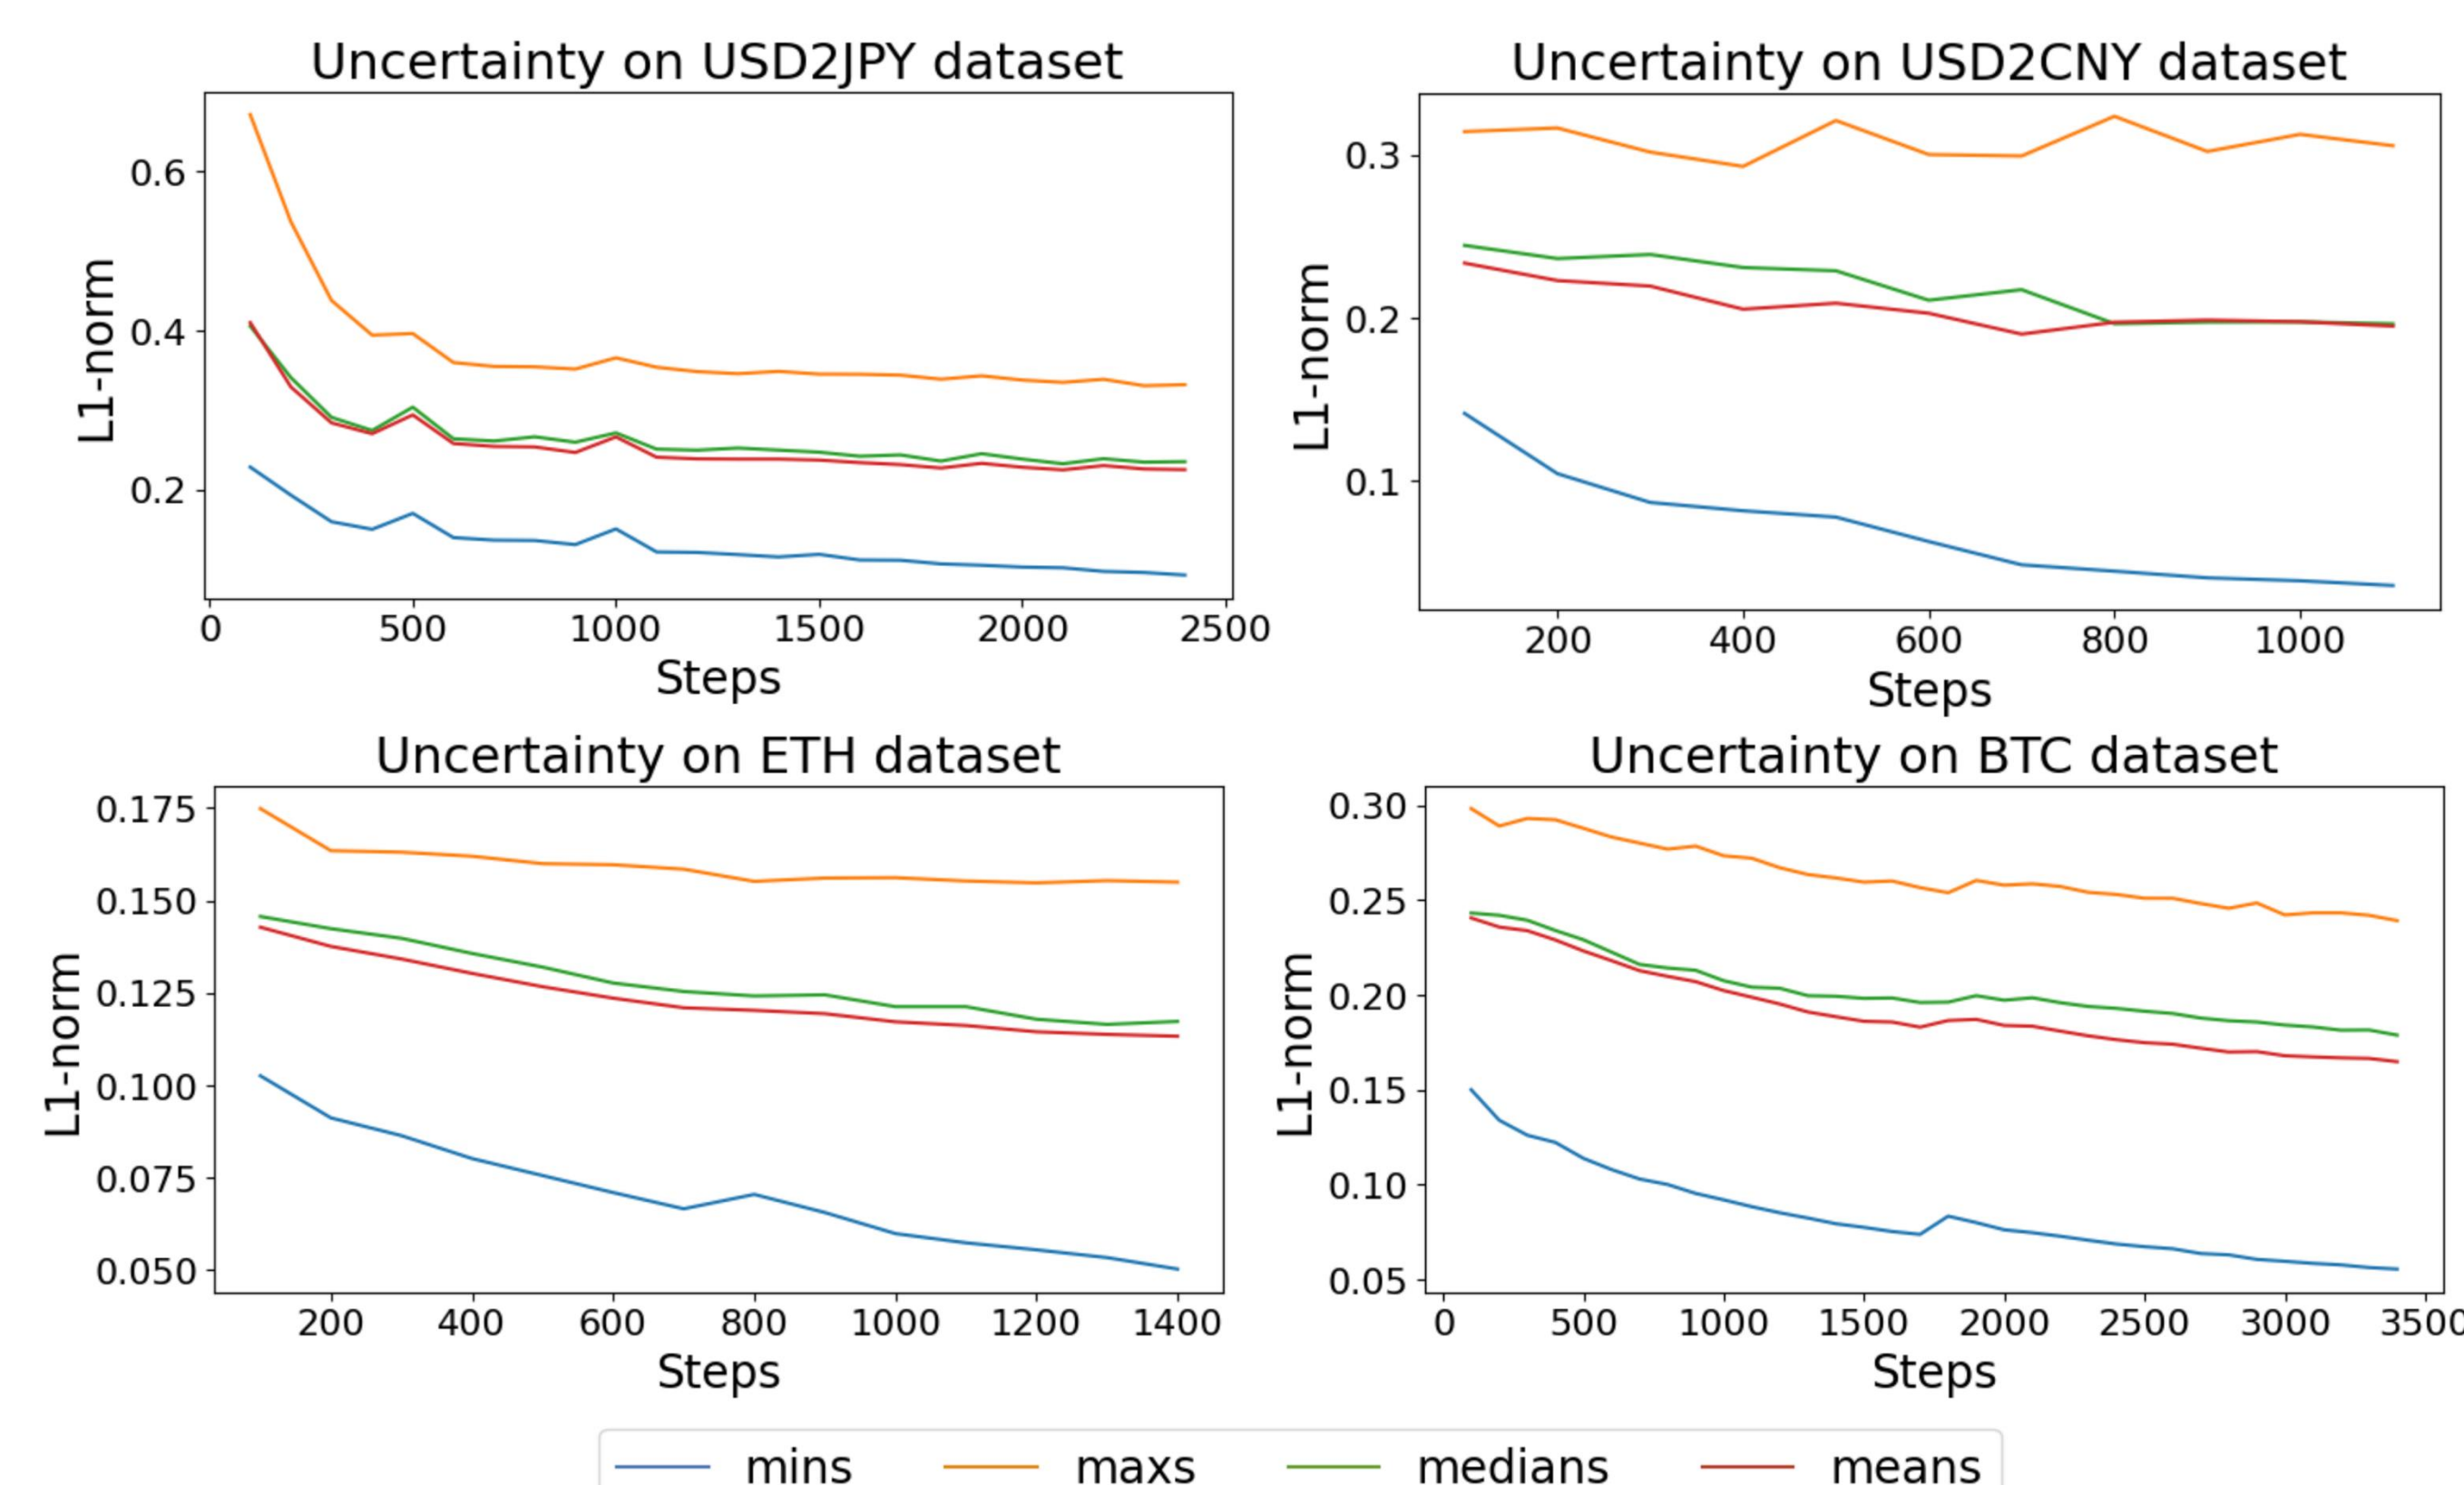 Uncertainty on USD2JPY dataset
L1-norm
0.6
0.4
0.2
0 500 1000 1500 2000 2500
Steps
Uncertainty on USD2CNY dataset
L1-norm
0.3
0.2
0.1
200 400 600 800 1000
Steps
Uncertainty on ETH dataset
L1-norm
0.175
0.150
0.125
0.100
0.075
0.050
200 400 600 800 1000 1200 1400
Steps
Uncertainty on BTC dataset
L1-norm
0.30
0.25
0.20
0.15
0.10
0.05
0 500 1000 1500 2000 2500 3000 3500
Steps
mins maxs medians means